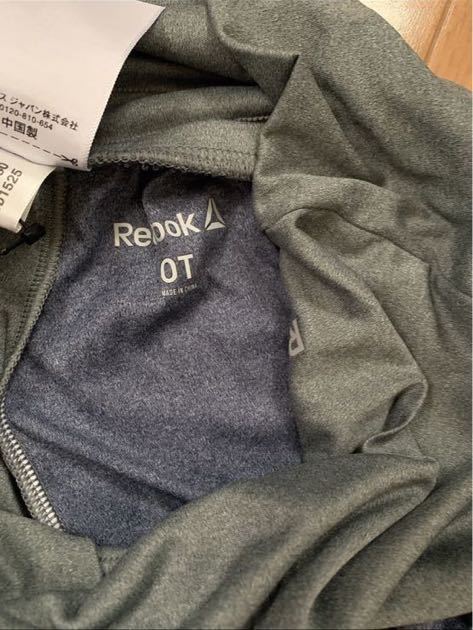 ス ジャパン株式会社
0120-810-654
中国製
01525
Reebok
OT
MADE IN CHINA
R